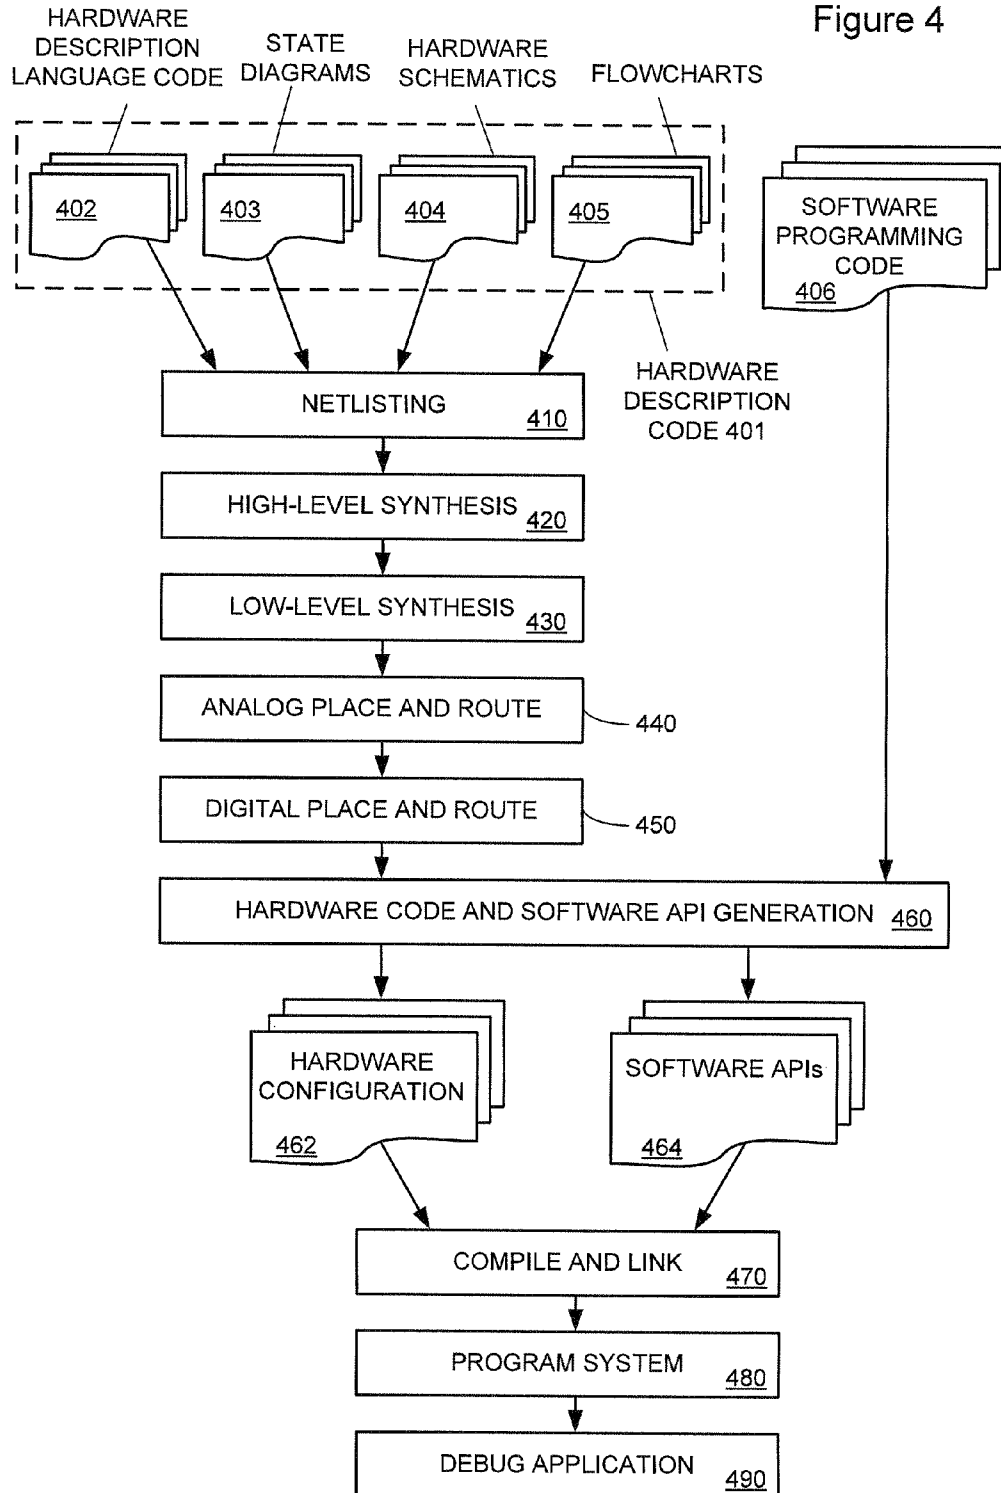 Figure 4
HARDWARE
DESCRIPTION
LANGUAGE CODE
STATE
DIAGRAMS
HARDWARE
SCHEMATICS
FLOWCHARTS
402
403
404
405
SOFTWARE
PROGRAMMING
CODE
406
HARDWARE
DESCRIPTION
CODE 401
NETLISTING
410
HIGH-LEVEL SYNTHESIS
420
LOW-LEVEL SYNTHESIS
430
ANALOG PLACE AND ROUTE
440
DIGITAL PLACE AND ROUTE
450
HARDWARE CODE AND SOFTWARE API GENERATION
460
HARDWARE
CONFIGURATION
462
SOFTWARE APIs
464
COMPILE AND LINK
470
PROGRAM SYSTEM
480
DEBUG APPLICATION
490